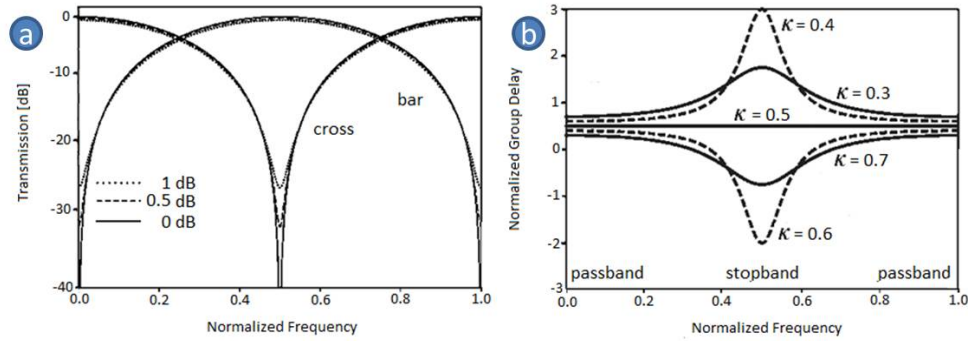 a
Transmission [dB]
0
-10
-20
-30
-40
bar
cross
1 dB
0.5 dB
0 dB
0.0
0.2
0.4
0.6
0.8
1.0
Normalized Frequency
b
Normalized Group Delay
3
2
1
0
-1
-2
-3
κ = 0.4
κ = 0.3
κ = 0.5
κ = 0.7
κ = 0.6
passband
stopband
passband
0.0
0.2
0.4
0.6
0.8
1.0
Normalized Frequency